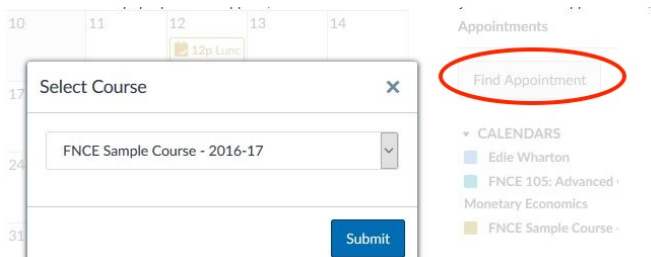 10 11 12 13 14
12p Lunc
17
24
31
Select Course ×
FNCE Sample Course - 2016-17
Submit
Appointments
Find Appointment
CALENDARS
Edie Wharton
FNCE 105: Advanced
Monetary Economics
FNCE Sample Course -